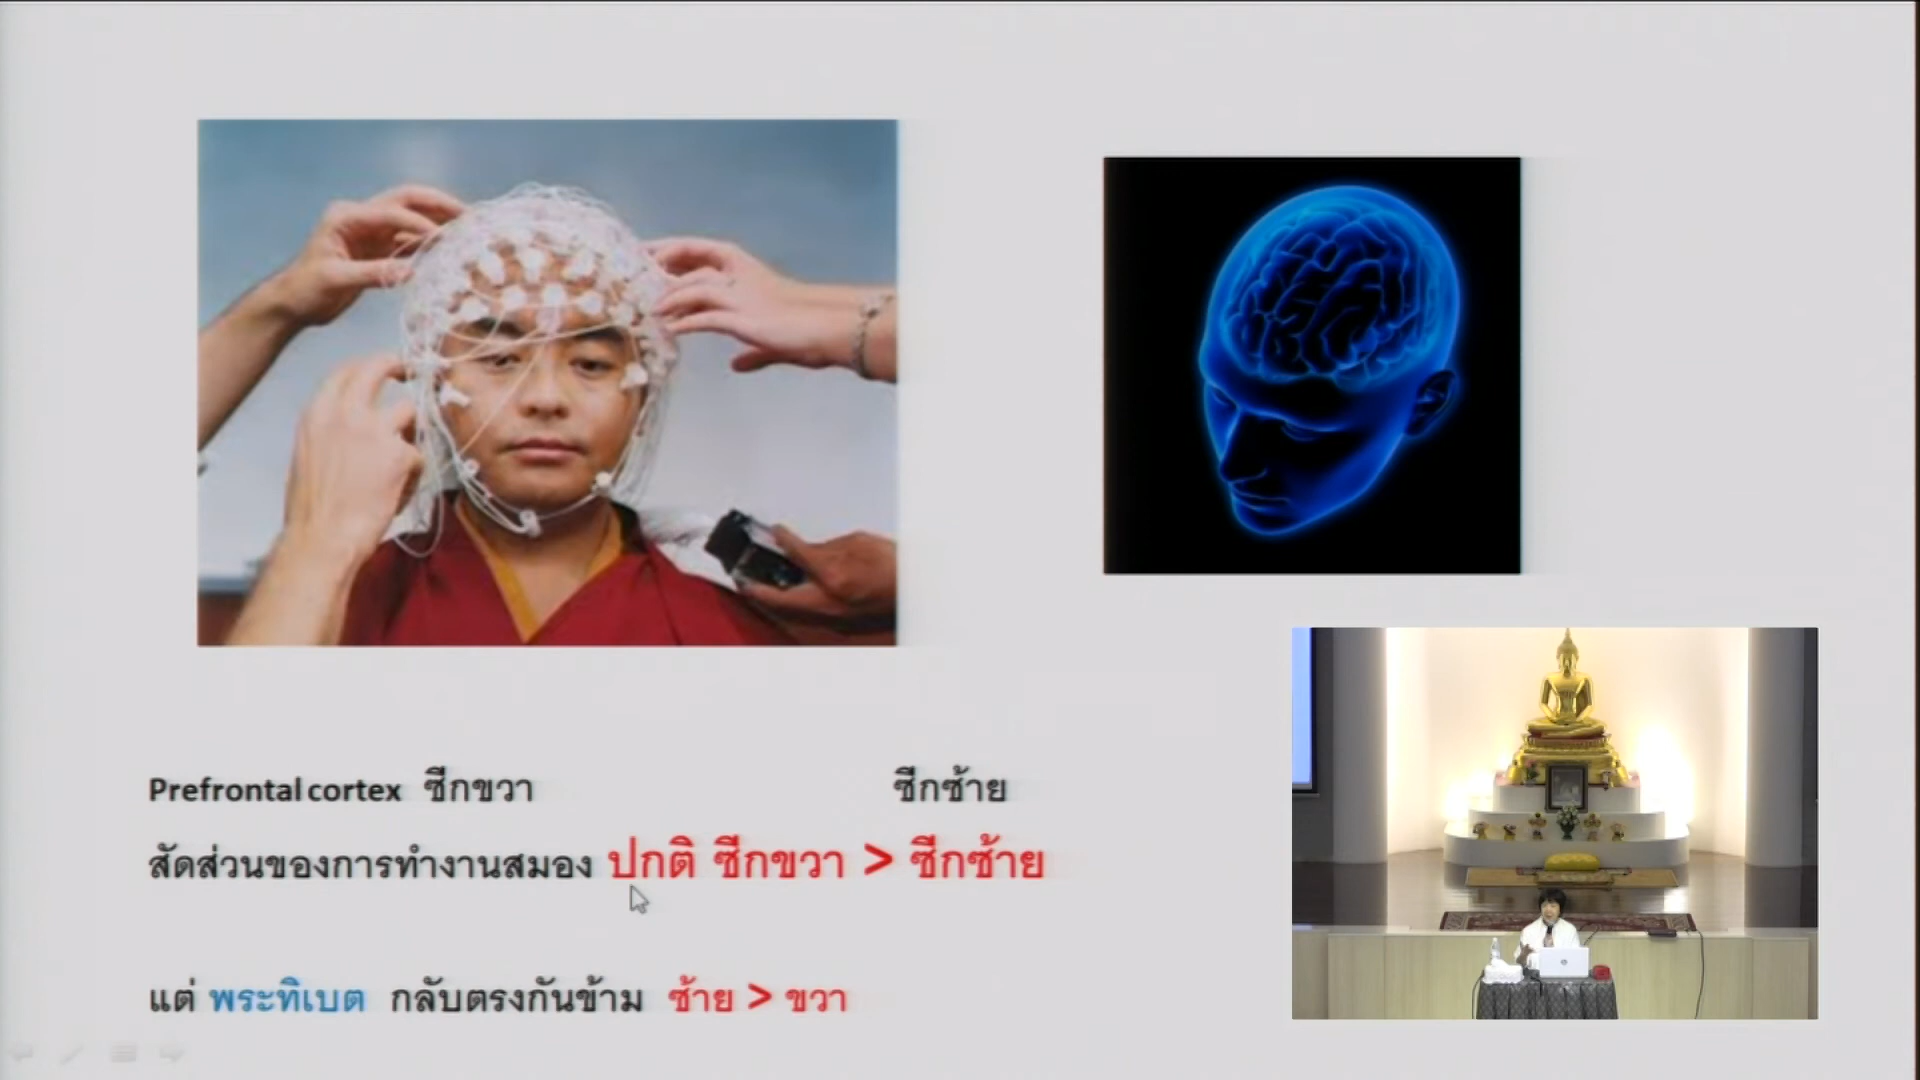 Prefrontal cortex ซีกขวา ซีกซ้าย
สัดส่วนของการทำงานสมอง ปกติ ซีกขวา > ซีกซ้าย
แต่ พระทิเบต กลับตรงกันข้าม ซ้าย > ขวา